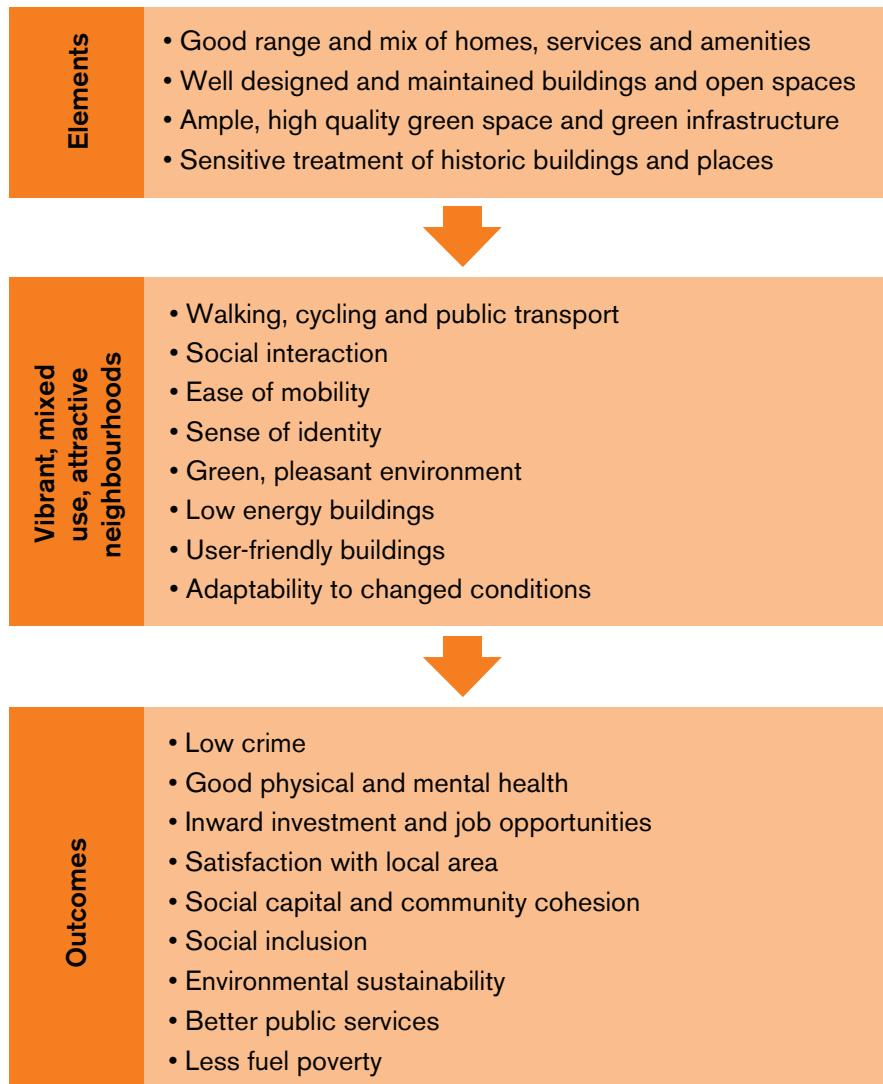 Elements
• Good range and mix of homes, services and amenities
• Well designed and maintained buildings and open spaces
• Ample, high quality green space and green infrastructure
• Sensitive treatment of historic buildings and places
Vibrant, mixed
use, attractive
neighbourhoods
• Walking, cycling and public transport
• Social interaction
• Ease of mobility
• Sense of identity
• Green, pleasant environment
• Low energy buildings
• User-friendly buildings
• Adaptability to changed conditions
Outcomes
• Low crime
• Good physical and mental health
• Inward investment and job opportunities
• Satisfaction with local area
• Social capital and community cohesion
• Social inclusion
• Environmental sustainability
• Better public services
• Less fuel poverty